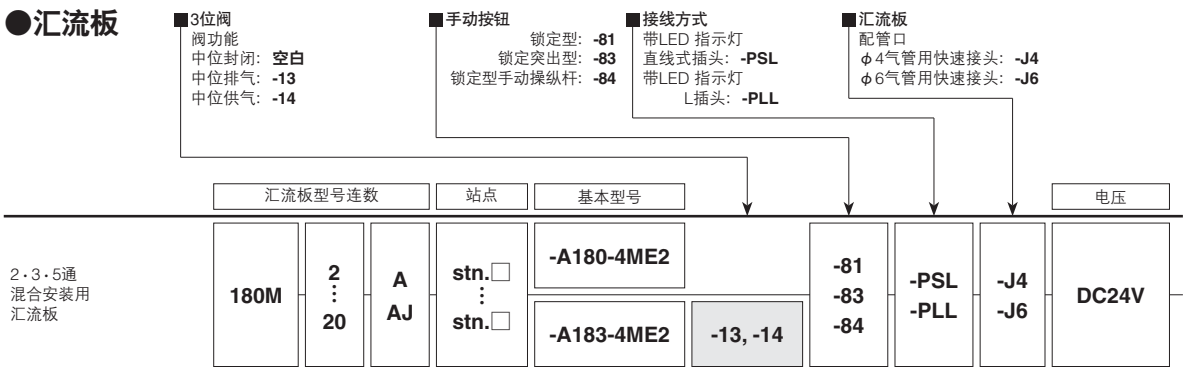 ●汇流板
■3位阀
阀功能
中位封闭：空白
中位排气：-13
中位供气：-14
■手动按钮
锁定型：-81
锁定突出型：-83
锁定型手动操纵杆：-84
■接线方式
带LED 指示灯
直线式插头：-PSL
带LED 指示灯
L插头：-PLL
■汇流板
配管口
φ4气管用快速接头：-J4
φ6气管用快速接头：-J6
汇流板型号连数
站点
基本型号
电压
2・3・5通
混合安装用
汇流板
180M
2
⋮
20
A
AJ
stn.□
⋮
stn.□
-A180-4ME2
-A183-4ME2
-13, -14
-81
-83
-84
-PSL
-PLL
-J4
-J6
DC24V